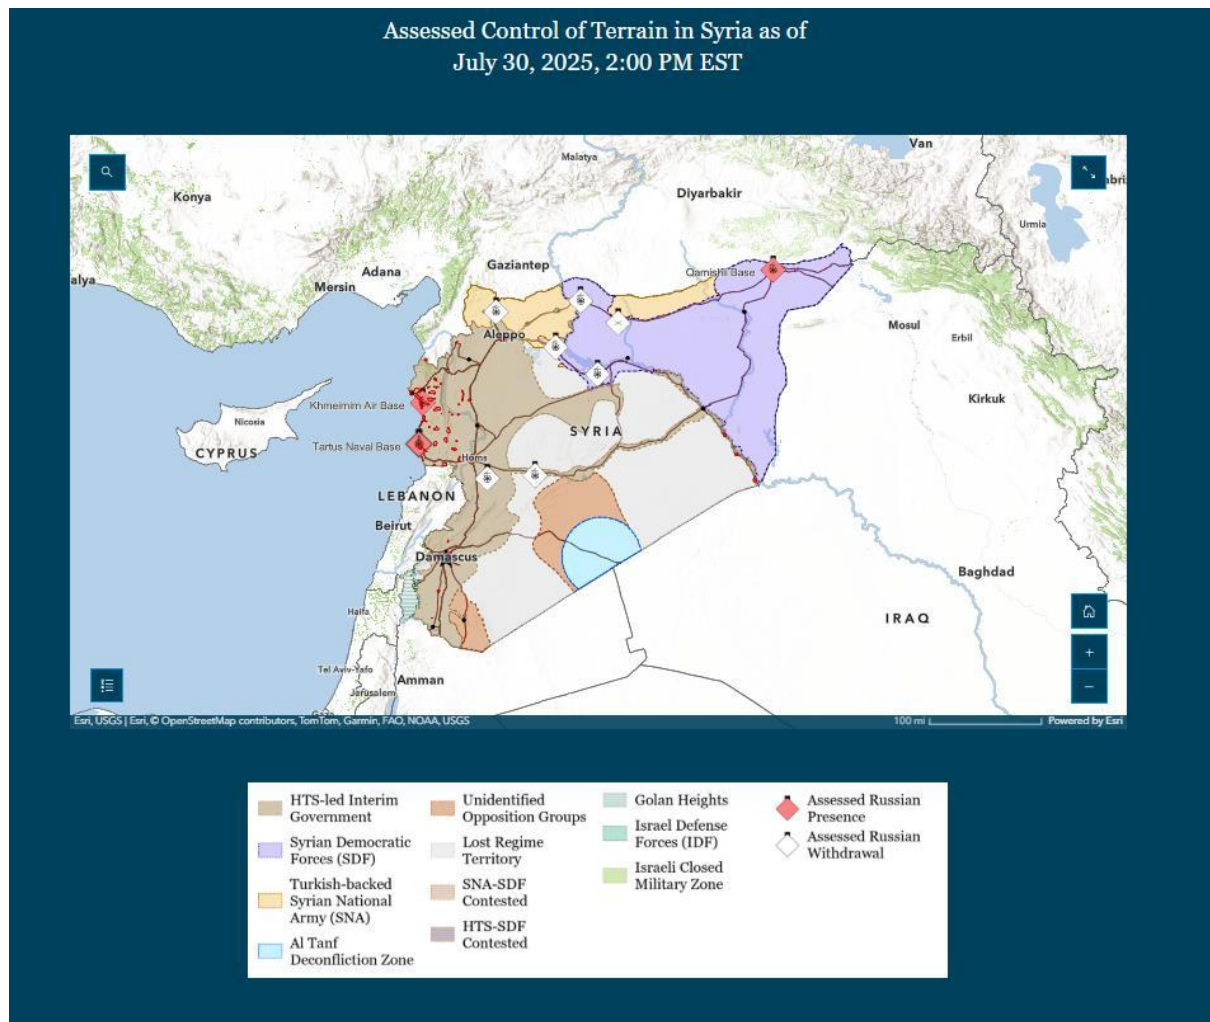 Assessed Control of Terrain in Syria as of
July 30, 2025, 2:00 PM EST
Van
Malatya
Konya
Diyarbakir
abri
Urmia
Gaziantep
Adana
alya
Mersin
Qamishli Base
Mosul
Erbil
Aleppo
Kirkuk
Khmeimim Air Base
Nicosia
SYRIA
CYPRUS
Tartus Naval Base
Homs
LEBANON
Beirut
Damascus
Baghdad
Haifa
IRAQ
Tel Aviv-Yafo
Amman
Jerusalem
Gaza
Esri, USGS | Esri, © OpenStreetMap contributors, TomTom, Garmin, FAO, NOAA, USGS
100 mi
Powered by Esri
HTS-led Interim
Government
Syrian Democratic
Forces (SDF)
Turkish-backed
Syrian National
Army (SNA)
Al Tanf
Deconfliction Zone
Unidentified
Opposition Groups
Lost Regime
Territory
SNA-SDF
Contested
HTS-SDF
Contested
Golan Heights
Israel Defense
Forces (IDF)
Israeli Closed
Military Zone
Assessed Russian
Presence
Assessed Russian
Withdrawal